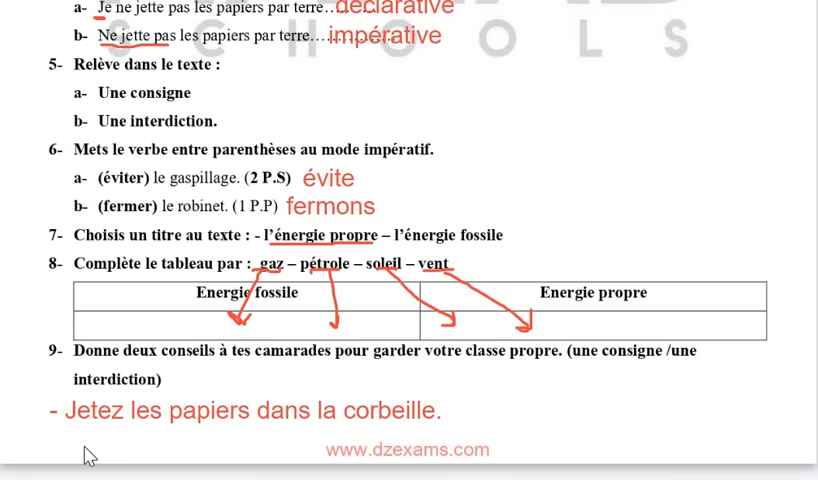 a- Je ne jette pas les papiers par terre...déclarative
b- Ne jette pas les papiers par terre....impérative
C H O O L S
5- Relève dans le texte :
a- Une consigne
b- Une interdiction.
6- Mets le verbe entre parenthèses au mode impératif.
a- (éviter) le gaspillage. (2 P.S) évite
b- (fermer) le robinet. (1 P.P) fermons
7- Choisis un titre au texte : - l'énergie propre – l'énergie fossile
8- Complète le tableau par : gaz – pétrole – soleil – vent
Energie fossile Energie propre
9- Donne deux conseils à tes camarades pour garder votre classe propre. (une consigne /une
interdiction)
- Jetez les papiers dans la corbeille.
www.dzexams.com